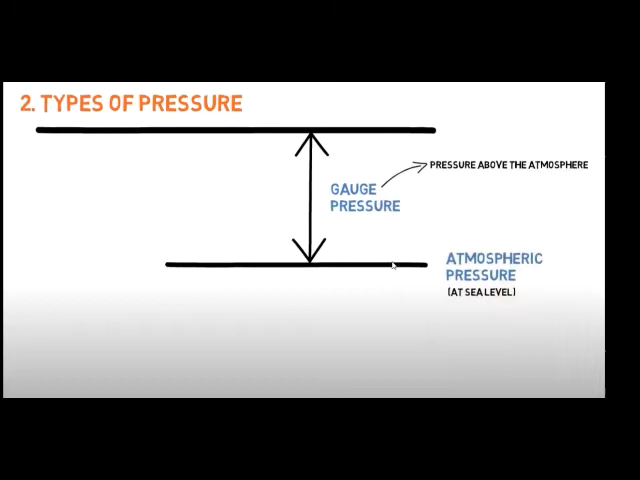 2. TYPES OF PRESSURE
PRESSURE ABOVE THE ATMOSPHERE
GAUGE
PRESSURE
ATMOSPHERIC
PRESSURE
(AT SEA LEVEL)